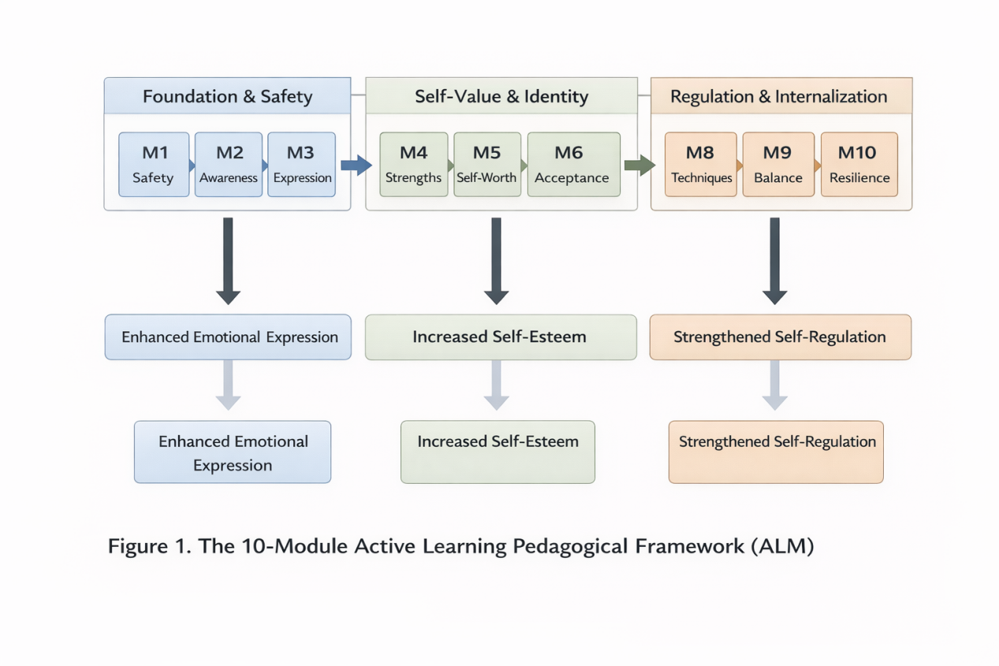 Foundation & Safety
Self-Value & Identity
Regulation & Internalization
M1
Safety
M2
Awareness
M3
Expression
M4
Strengths
M5
Self-Worth
M6
Acceptance
M8
Techniques
M9
Balance
M10
Resilience
Enhanced Emotional Expression
Increased Self-Esteem
Strengthened Self-Regulation
Enhanced Emotional
Expression
Increased Self-Esteem
Strengthened Self-Regulation
Figure 1. The 10-Module Active Learning Pedagogical Framework (ALM)